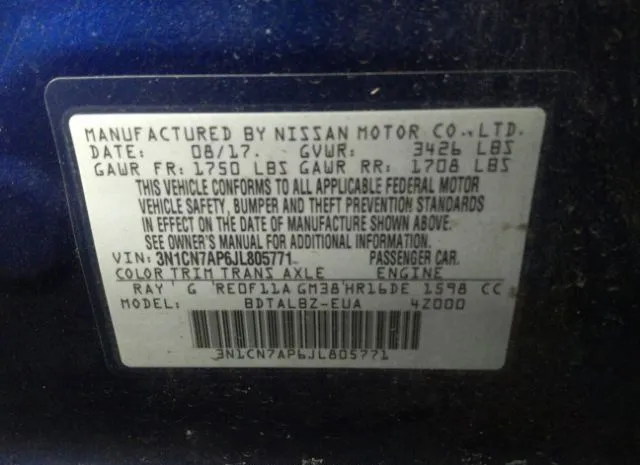 MANUFACTURED BY NISSAN MOTOR CO., LTD.
DATE: 08/17. GVWR: 3426 LBS
GAWR FR: 1750 LBS GAWR RR: 1708 LBS
THIS VEHICLE CONFORMS TO ALL APPLICABLE FEDERAL MOTOR
VEHICLE SAFETY, BUMPER AND THEFT PREVENTION STANDARDS
IN EFFECT ON THE DATE OF MANUFACTURE SHOWN ABOVE.
SEE OWNER'S MANUAL FOR ADDITIONAL INFORMATION.
VIN: 3N1CN7AP6JL805771 PASSENGER CAR.
COLOR TRIM TRANS AXLE ENGINE
RAY G RE0F11A GM38 HR16DE 1598 CC
MODEL: BDTALBZ-EUA 4Z000
3N1CN7AP6JL805771